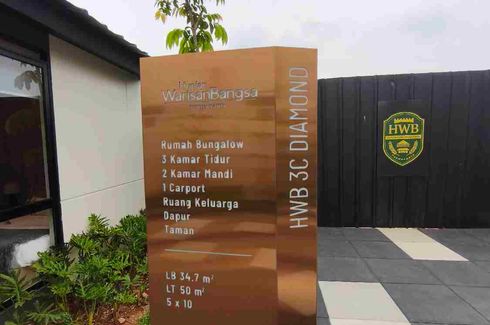 Hunian
WarisanBangsa
Rumah Bungalow
3 Kamar Tidur
2 Kamar Mandi
1 Carport
Ruang Keluarga
Dapur
Taman
LB 34.7 m²
LT 50 m²
5 x 10
HWB 3C DIAMOND
HWB